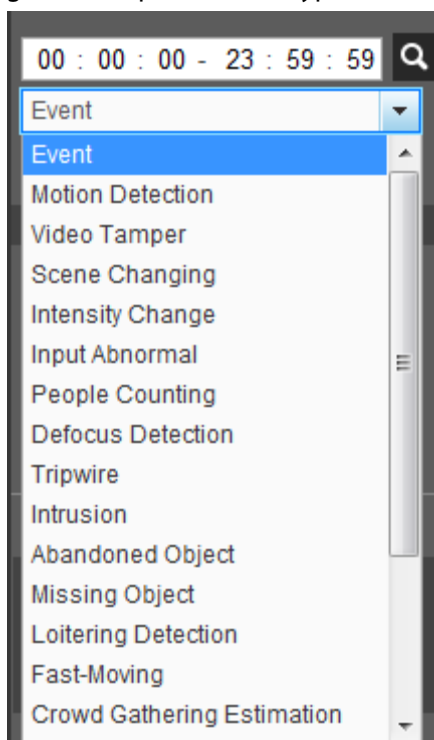 00 : 00 : 00 - 23 : 59 : 59
Event
Event
Motion Detection
Video Tamper
Scene Changing
Intensity Change
Input Abnormal
People Counting
Defocus Detection
Tripwire
Intrusion
Abandoned Object
Missing Object
Loitering Detection
Fast-Moving
Crowd Gathering Estimation